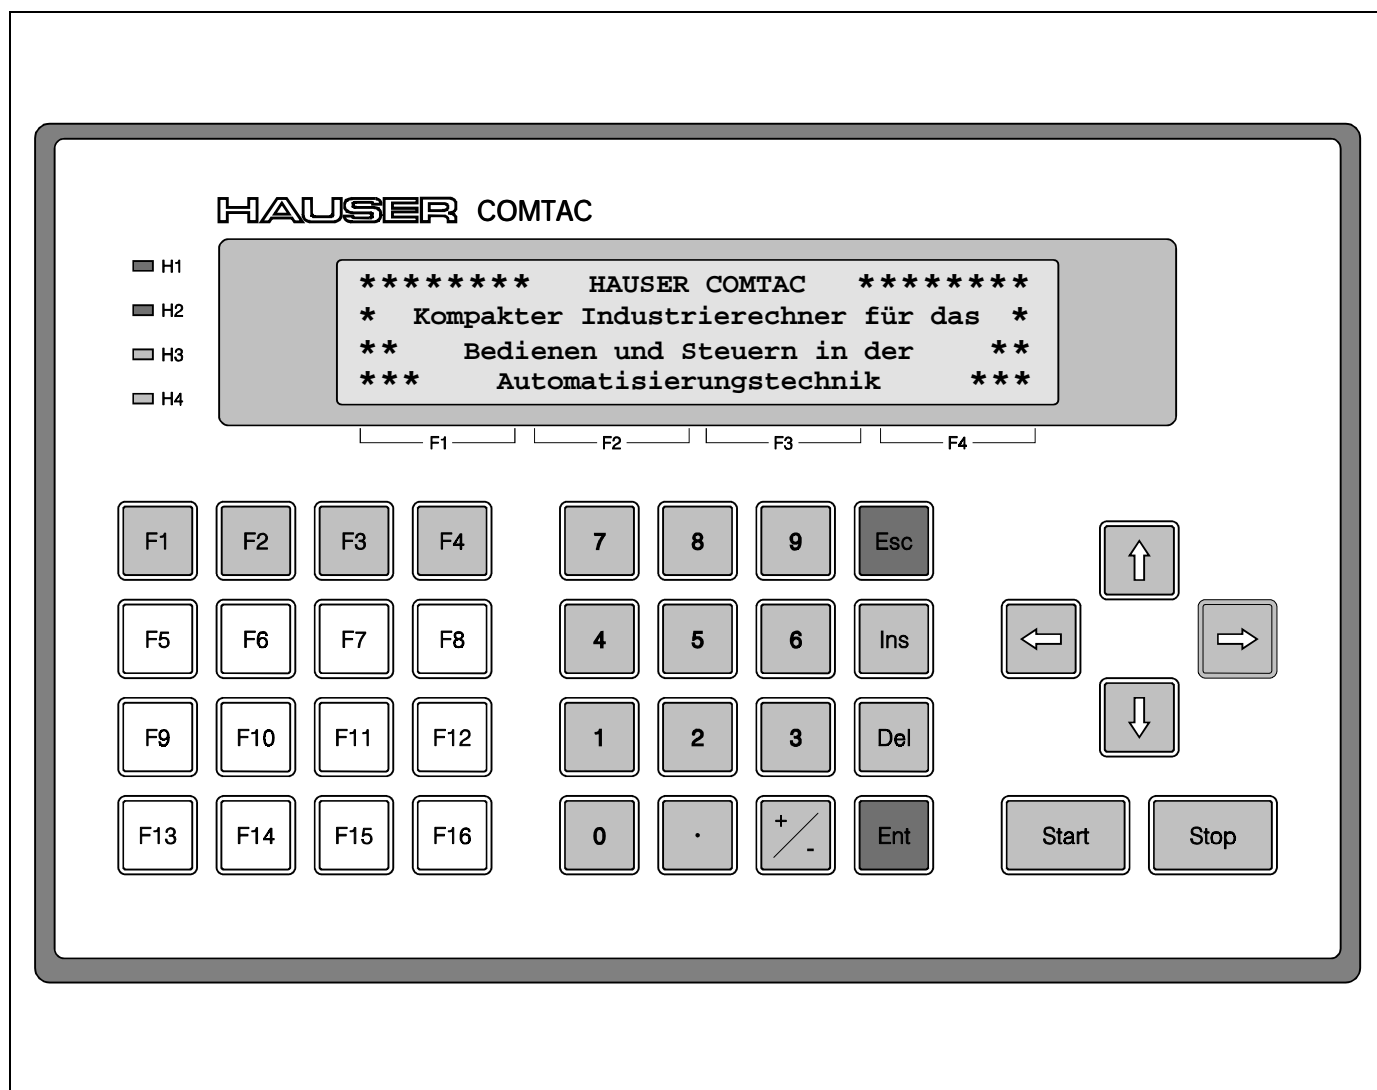 HAUSER COMTAC
H1
H2
H3
H4
******** HAUSER COMTAC ********
* Kompakter Industrierechner für das *
** Bedienen und Steuern in der **
*** Automatisierungstechnik ***
F1 F2 F3 F4
F1 F2 F3 F4 7 8 9 Esc
F5 F6 F7 F8 4 5 6 Ins
F9 F10 F11 F12 1 2 3 Del
F13 F14 F15 F16 0 . +/- Ent Start Stop